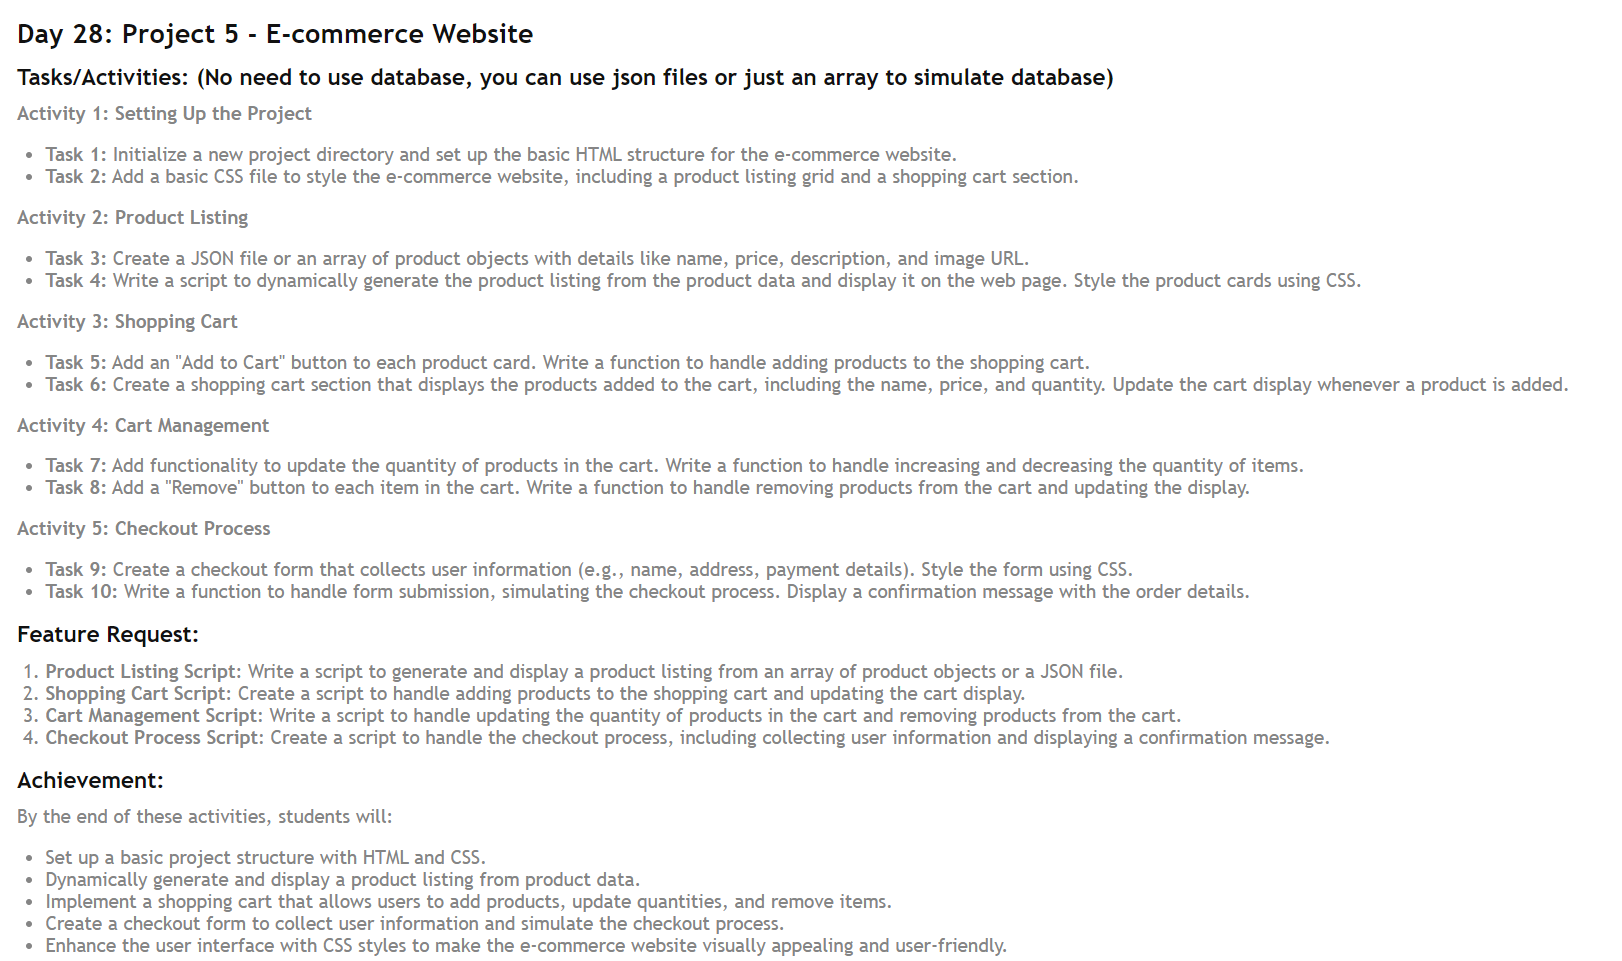 Day 28: Project 5 - E-commerce Website
Tasks/Activities: (No need to use database, you can use json files or just an array to simulate database)
Activity 1: Setting Up the Project
• Task 1: Initialize a new project directory and set up the basic HTML structure for the e-commerce website.
• Task 2: Add a basic CSS file to style the e-commerce website, including a product listing grid and a shopping cart section.
Activity 2: Product Listing
• Task 3: Create a JSON file or an array of product objects with details like name, price, description, and image URL.
• Task 4: Write a script to dynamically generate the product listing from the product data and display it on the web page. Style the product cards using CSS.
Activity 3: Shopping Cart
• Task 5: Add an "Add to Cart" button to each product card. Write a function to handle adding products to the shopping cart.
• Task 6: Create a shopping cart section that displays the products added to the cart, including the name, price, and quantity. Update the cart display whenever a product is added.
Activity 4: Cart Management
• Task 7: Add functionality to update the quantity of products in the cart. Write a function to handle increasing and decreasing the quantity of items.
• Task 8: Add a "Remove" button to each item in the cart. Write a function to handle removing products from the cart and updating the display.
Activity 5: Checkout Process
• Task 9: Create a checkout form that collects user information (e.g., name, address, payment details). Style the form using CSS.
• Task 10: Write a function to handle form submission, simulating the checkout process. Display a confirmation message with the order details.
Feature Request:
1. Product Listing Script: Write a script to generate and display a product listing from an array of product objects or a JSON file.
2. Shopping Cart Script: Create a script to handle adding products to the shopping cart and updating the cart display.
3. Cart Management Script: Write a script to handle updating the quantity of products in the cart and removing products from the cart.
4. Checkout Process Script: Create a script to handle the checkout process, including collecting user information and displaying a confirmation message.
Achievement:
By the end of these activities, students will:
• Set up a basic project structure with HTML and CSS.
• Dynamically generate and display a product listing from product data.
• Implement a shopping cart that allows users to add products, update quantities, and remove items.
• Create a checkout form to collect user information and simulate the checkout process.
• Enhance the user interface with CSS styles to make the e-commerce website visually appealing and user-friendly.